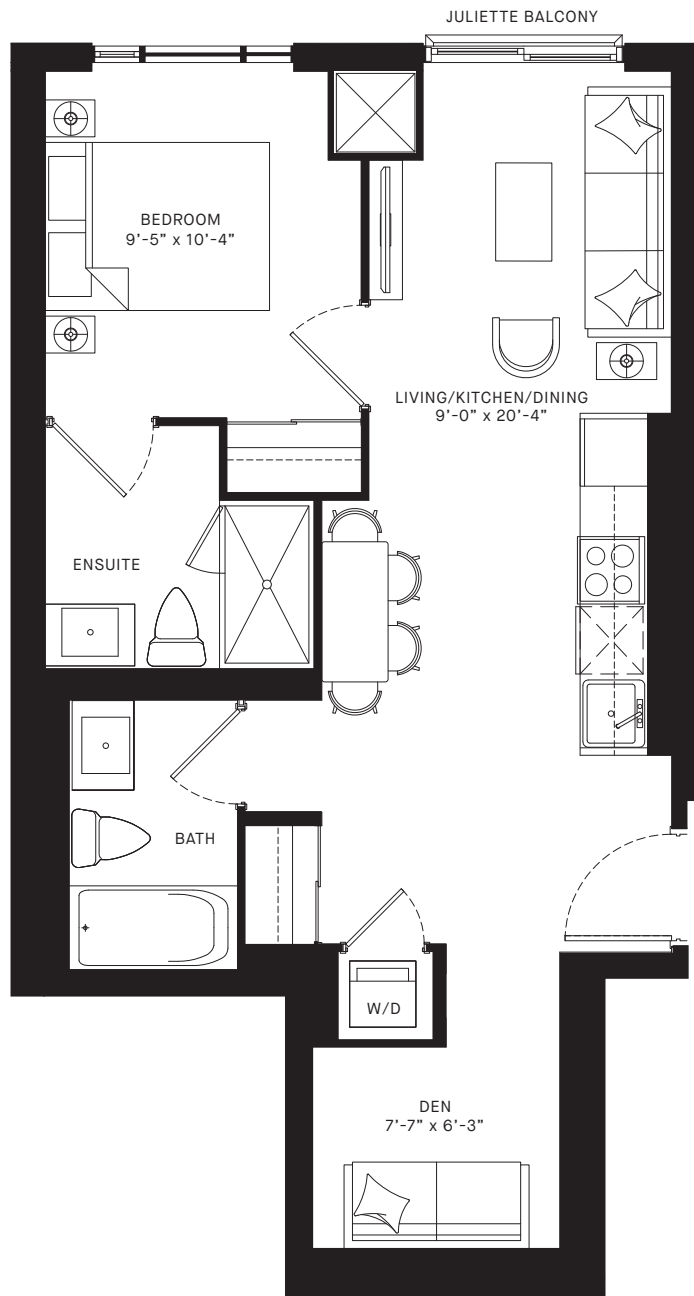 JULIETTE BALCONY
BEDROOM
9'-5" x 10'-4"
LIVING/KITCHEN/DINING
9'-0" x 20'-4"
ENSUITE
BATH
W/D
DEN
7'-7" x 6'-3"